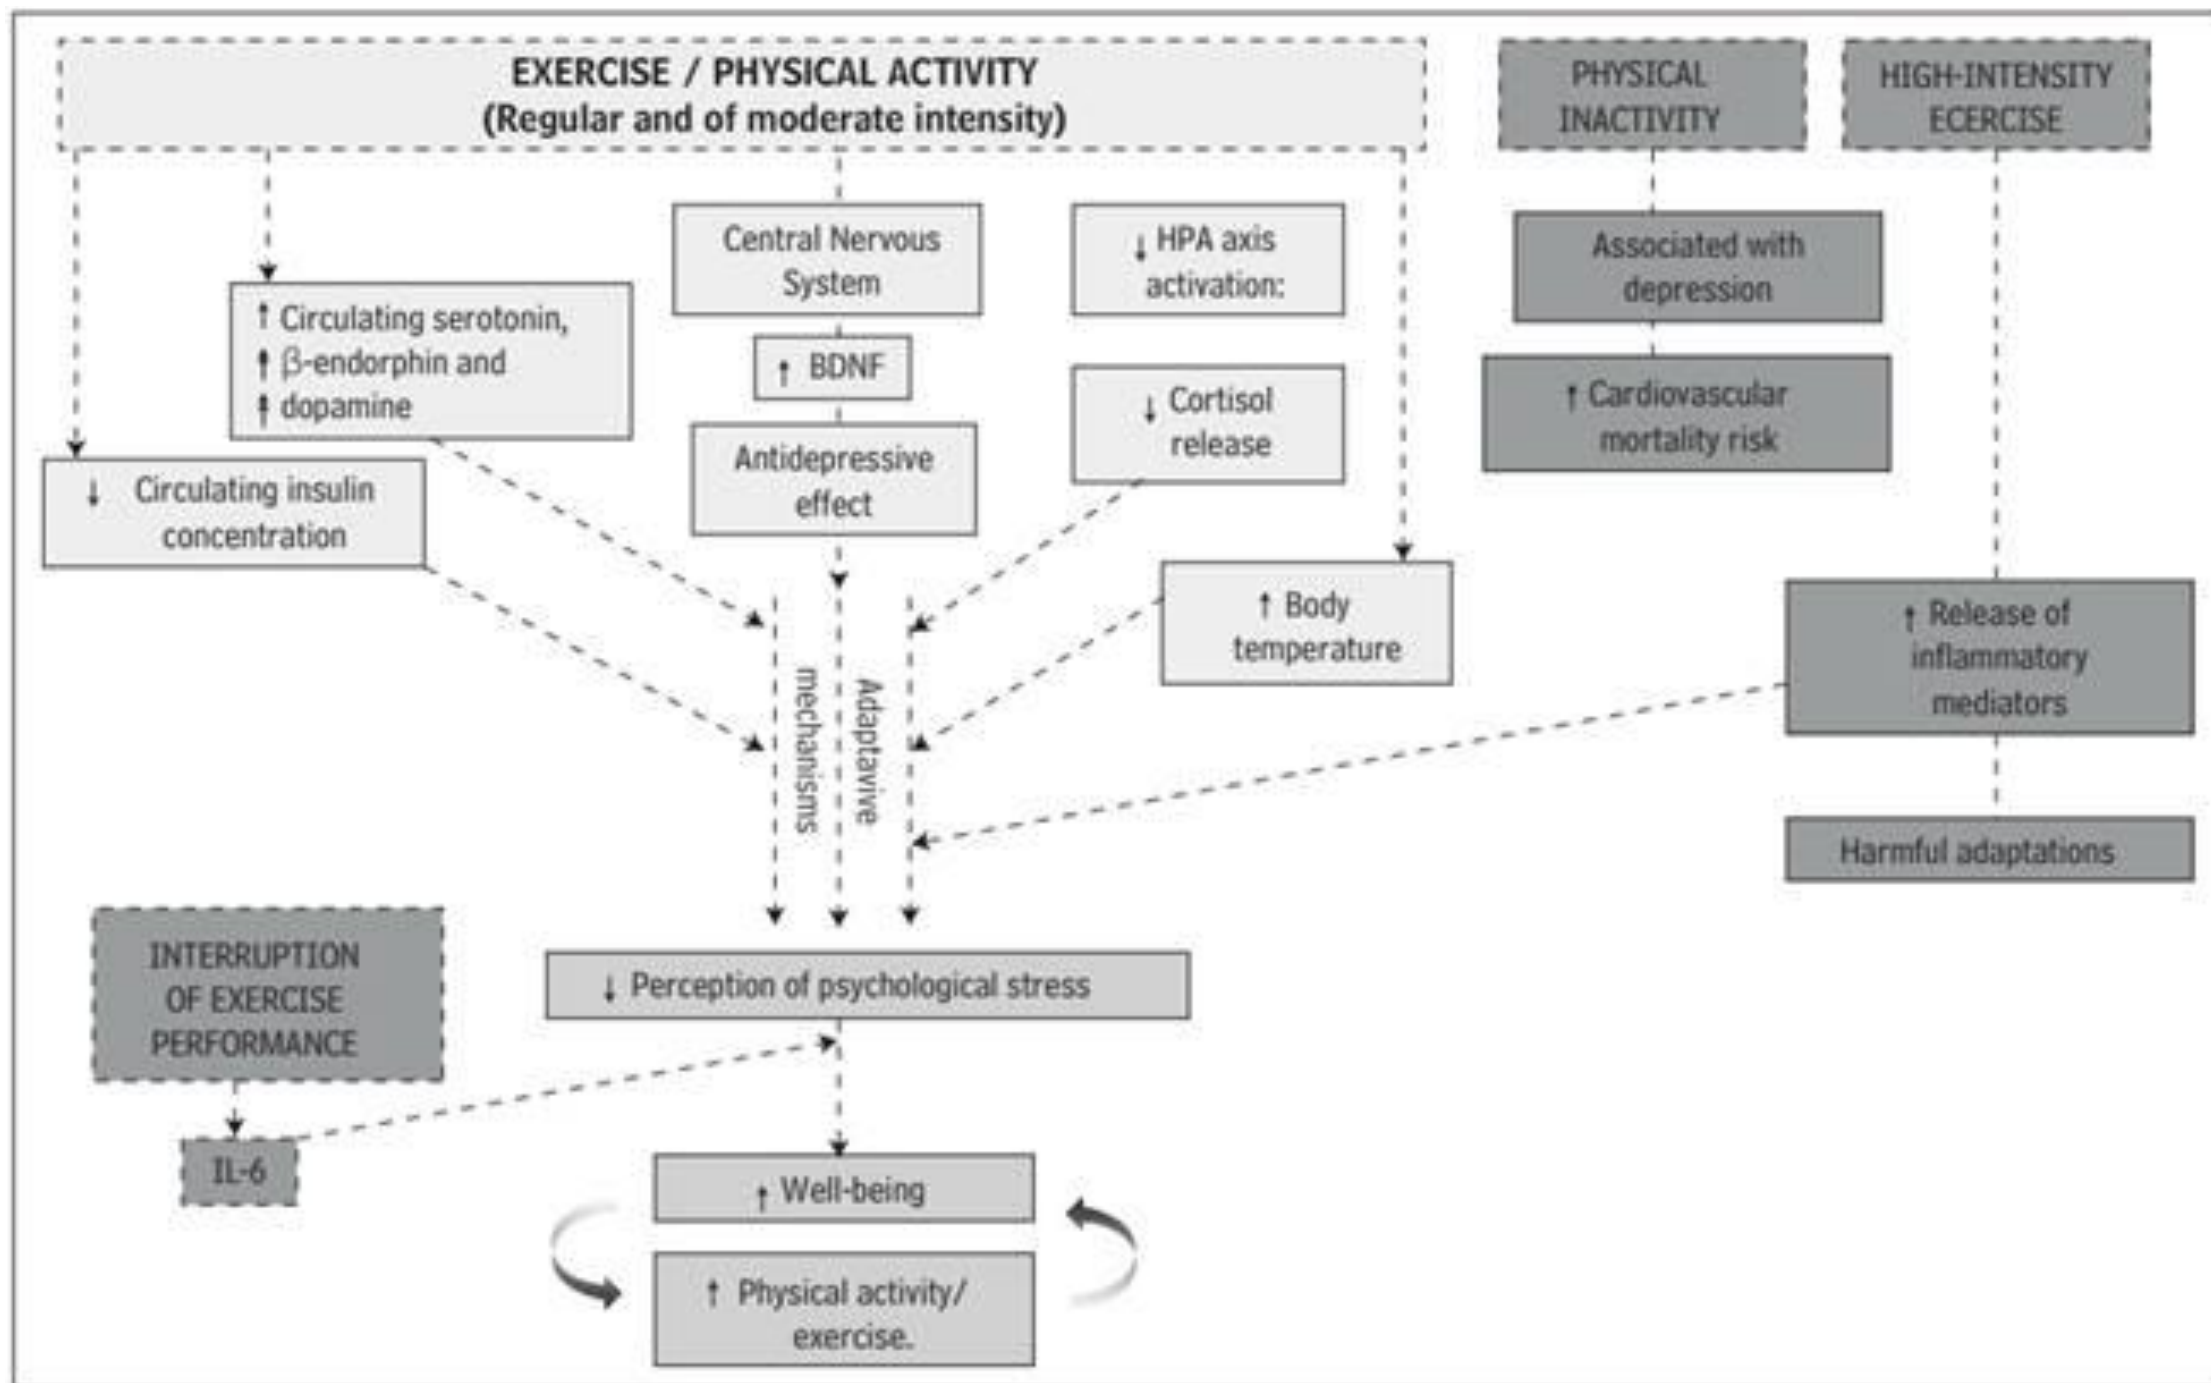 EXERCISE / PHYSICAL ACTIVITY
(Regular and of moderate intensity)
PHYSICAL
INACTIVITY
HIGH-INTENSITY
ECERCISE
Central Nervous
System
↓ HPA axis
activation:
Associated with
depression
↑ Circulating serotonin,
↑ β-endorphin and
↑ dopamine
↑ BDNF
↓ Cortisol
release
↑ Cardiovascular
mortality risk
Antidepressive
effect
↓ Circulating insulin
concentration
↑ Body
temperature
↑ Release of
inflammatory
mediators
Adaptavive
mechanisms
Harmful adaptations
INTERRUPTION
OF EXERCISE
PERFORMANCE
↓ Perception of psychological stress
IL-6
↑ Well-being
↑ Physical activity/
exercise.